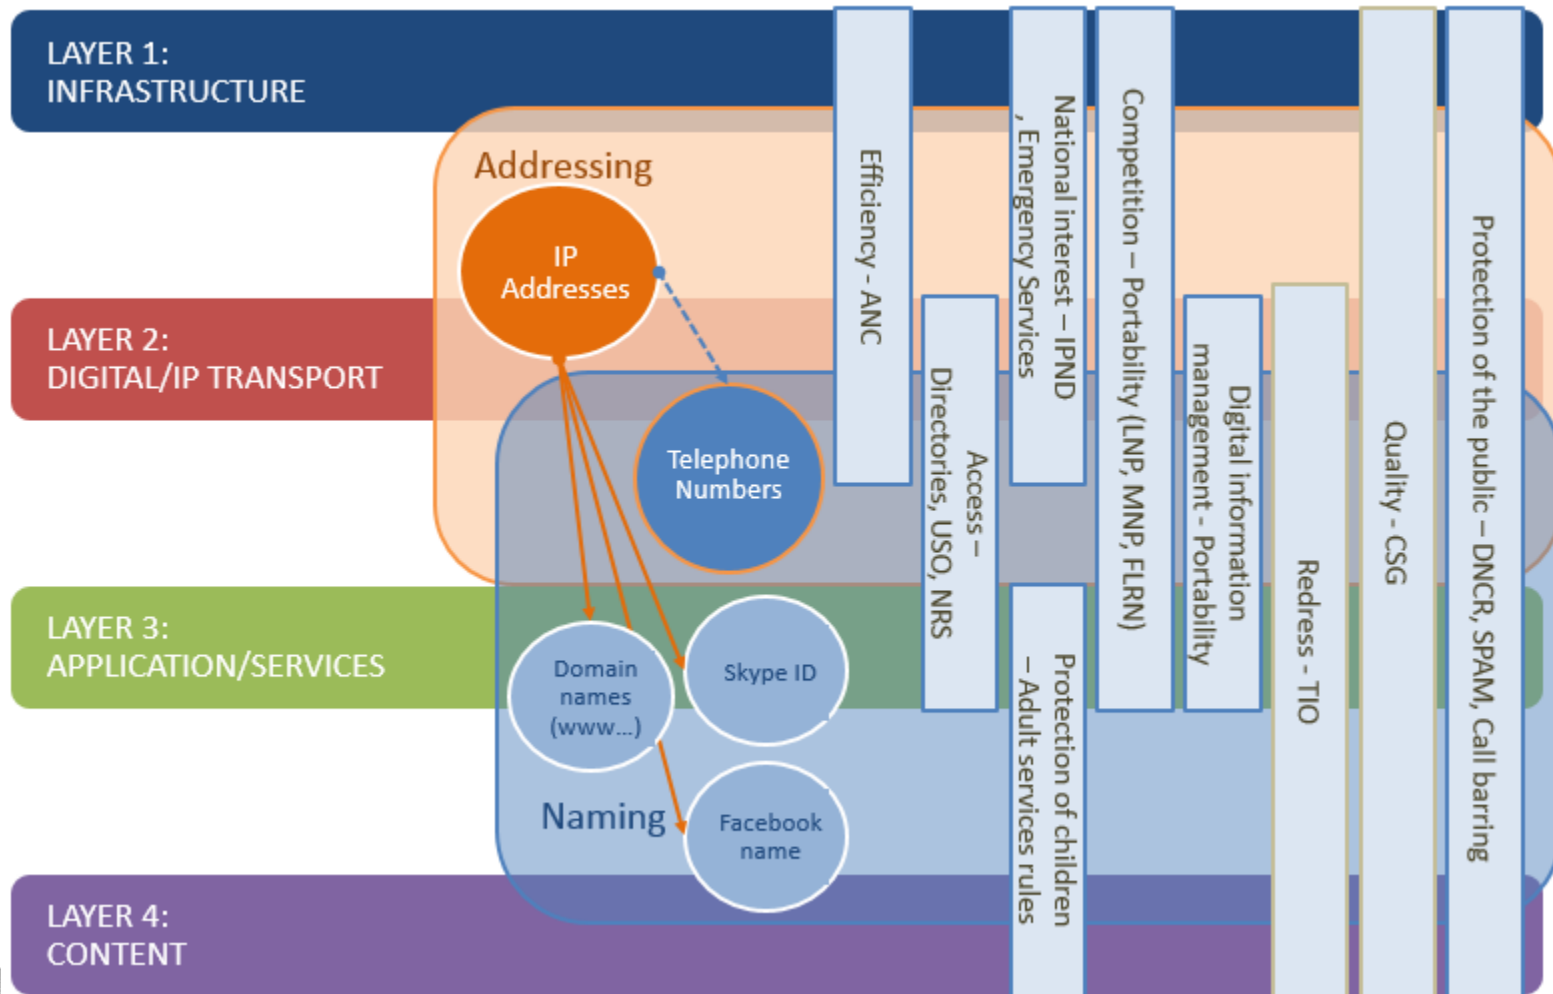 LAYER 1:
INFRASTRUCTURE
Addressing
IP
Addresses
LAYER 2:
DIGITAL/IP TRANSPORT
Telephone
Numbers
LAYER 3:
APPLICATION/SERVICES
Domain
names
(www...)
Skype ID
Naming
Facebook
name
LAYER 4:
CONTENT
Efficiency - ANC
Access –
Directories, USO, NRS
National interest – IPND
, Emergency Services
Protection of children
– Adult services rules
Competition – Portability (LNP, MNP, FLRN)
Digital information
management - Portability
Redress - TIO
Quality - CSG
Protection of the public – DNCR, SPAM, Call barring